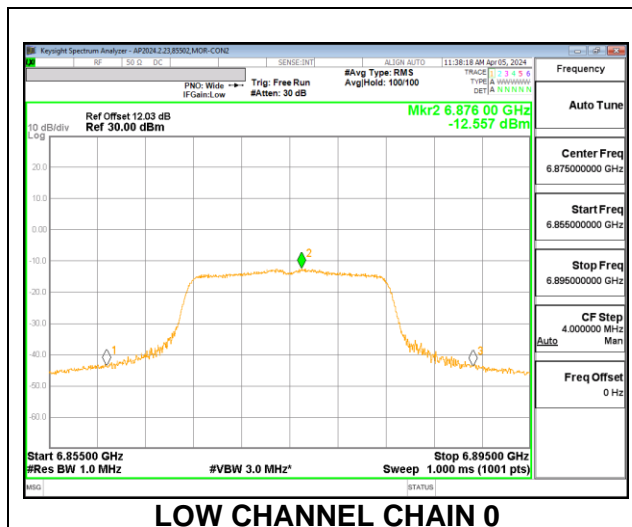 Keysight Spectrum Analyzer - AP2024.2.23,85502,MOR-CON2
RF 50 Ω DC SENSE:INT ALIGN AUTO 11:38:18 AM Apr05, 2024
PNO: Wide Trig: Free Run #Avg Type: RMS TRACE 1 2 3 4 5 6
IFGain:Low #Atten: 30 dB Avg|Hold: 100/100 TYPE A WWWWW
DET A N N N N N
Frequency
Auto Tune
Center Freq
6.875000000 GHz
Start Freq
6.855000000 GHz
Stop Freq
6.895000000 GHz
CF Step
4.000000 MHz
Auto Man
Freq Offset
0 Hz
Mkr2 6.876 00 GHz
-12.557 dBm
Ref Offset 12.03 dB
10 dB/div Ref 30.00 dBm
Log
20.0
10.0
0.00
-10.0
-20.0
-30.0
-40.0
-50.0
-60.0
1
2
3
Start 6.85500 GHz Stop 6.89500 GHz
#Res BW 1.0 MHz #VBW 3.0 MHz* Sweep 1.000 ms (1001 pts)
MSG STATUS
LOW CHANNEL CHAIN 0